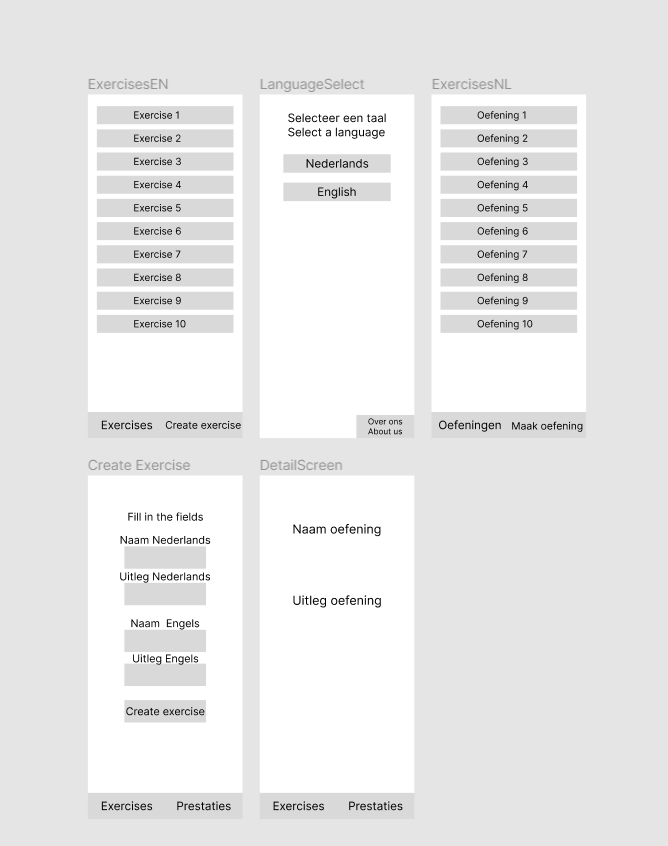 ExercisesEN
Exercise 1
Exercise 2
Exercise 3
Exercise 4
Exercise 5
Exercise 6
Exercise 7
Exercise 8
Exercise 9
Exercise 10
Exercises
Create exercise
LanguageSelect
Selecteer een taal
Select a language
Nederlands
English
Over ons
About us
ExercisesNL
Oefening 1
Oefening 2
Oefening 3
Oefening 4
Oefening 5
Oefening 6
Oefening 7
Oefening 8
Oefening 9
Oefening 10
Oefeningen
Maak oefening
Create Exercise
Fill in the fields
Naam Nederlands
Uitleg Nederlands
Naam Engels
Uitleg Engels
Create exercise
Exercises
Prestaties
DetailScreen
Naam oefening
Uitleg oefening
Exercises
Prestaties